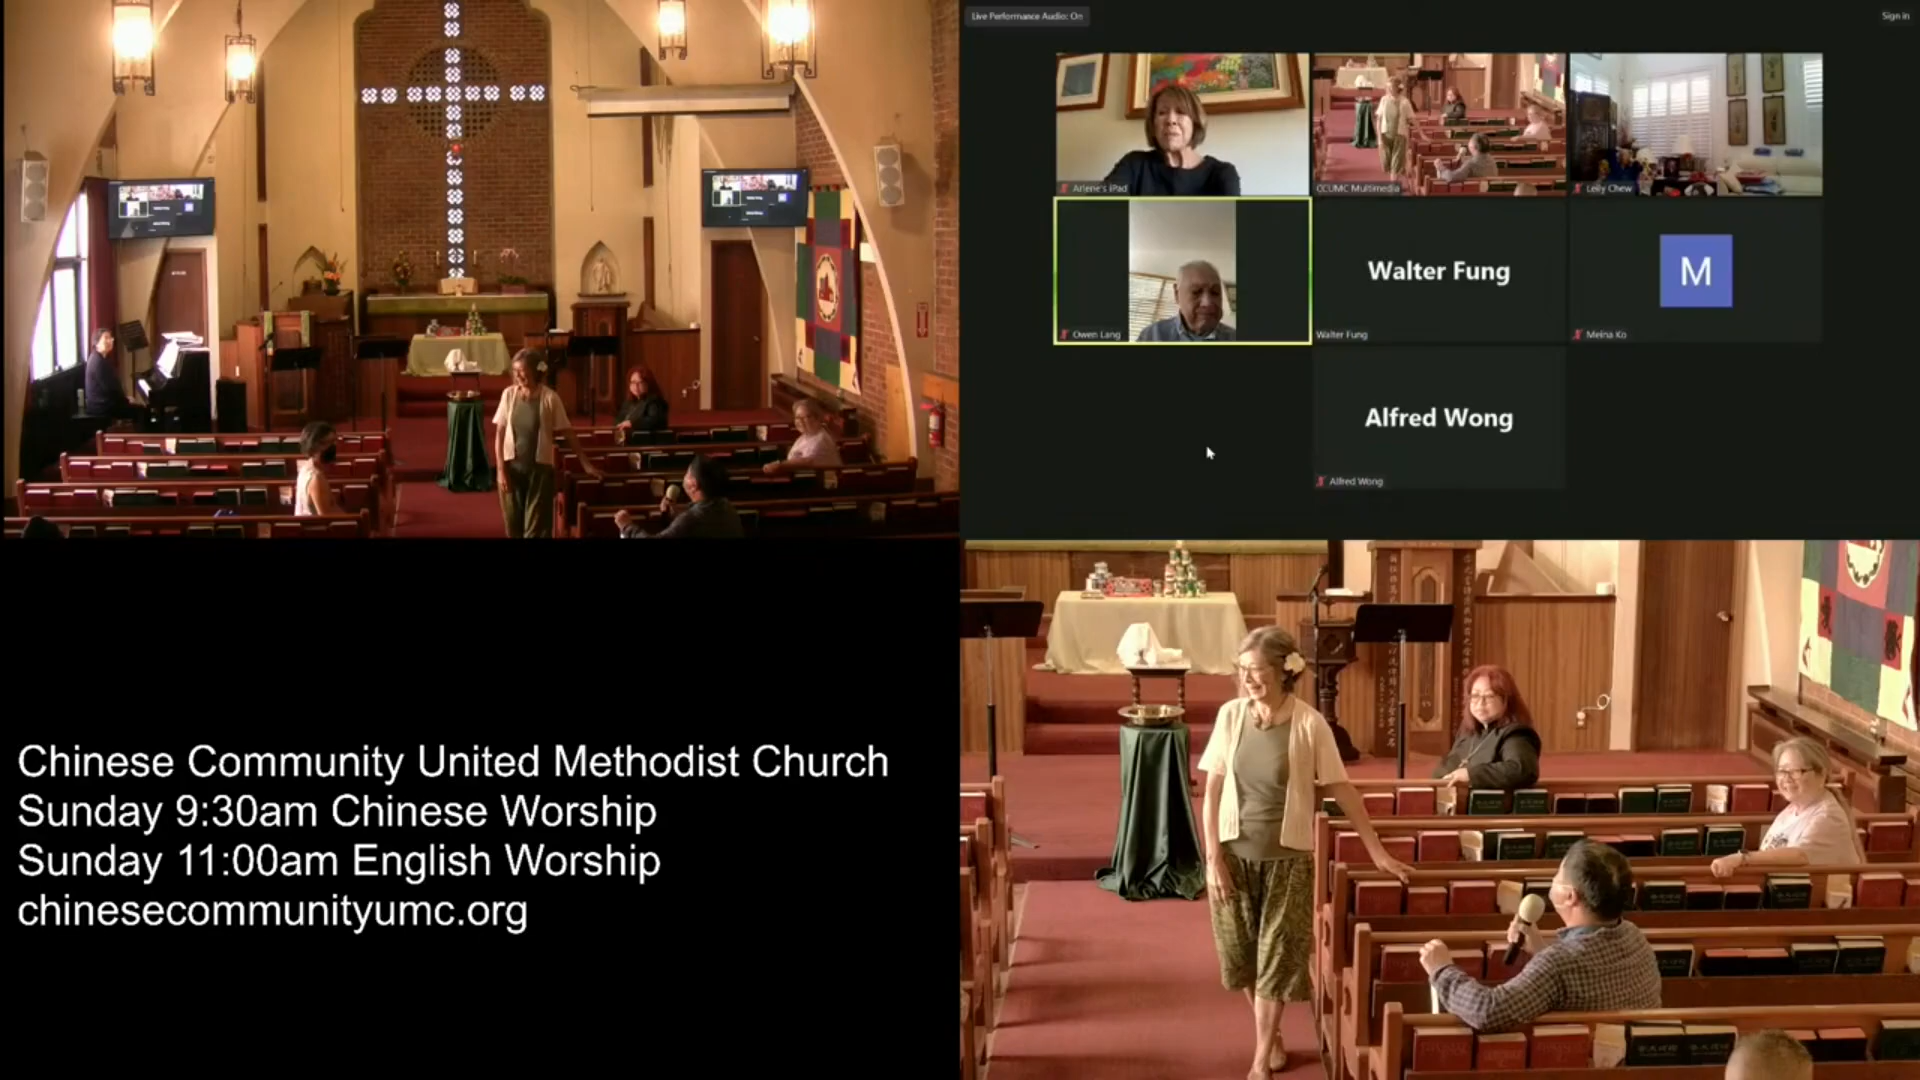 Live Performance Audio: On
Sign in
Arlene's iPad
CCUMC Multimedia
Leily Chew
Owen Lang
Walter Fung
Walter Fung
M
Meina Ko
Alfred Wong
Alfred Wong
Chinese Community United Methodist Church
Sunday 9:30am Chinese Worship
Sunday 11:00am English Worship
chinesecommunityumc.org